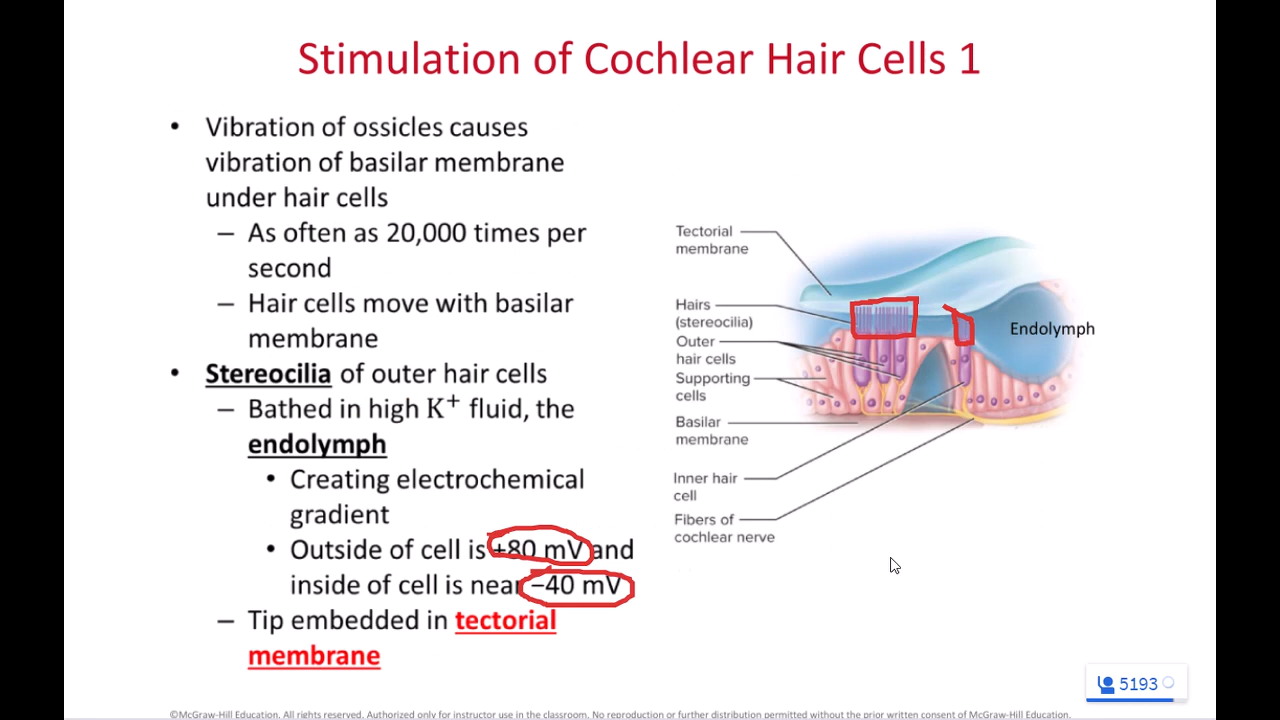 Stimulation of Cochlear Hair Cells 1
• Vibration of ossicles causes
vibration of basilar membrane
under hair cells
– As often as 20,000 times per
second
– Hair cells move with basilar
membrane
• Stereocilia of outer hair cells
– Bathed in high K⁺ fluid, the
endolymph
• Creating electrochemical
gradient
• Outside of cell is +80 mV and
inside of cell is near −40 mV
– Tip embedded in tectorial
membrane
Tectorial
membrane
Hairs
(stereocilia)
Outer
hair cells
Supporting
cells
Basilar
membrane
Inner hair
cell
Fibers of
cochlear nerve
Endolymph
5193
©McGraw-Hill Education. All rights reserved. Authorized only for instructor use in the classroom. No reproduction or further distribution permitted without the prior written consent of McGraw-Hill Education.